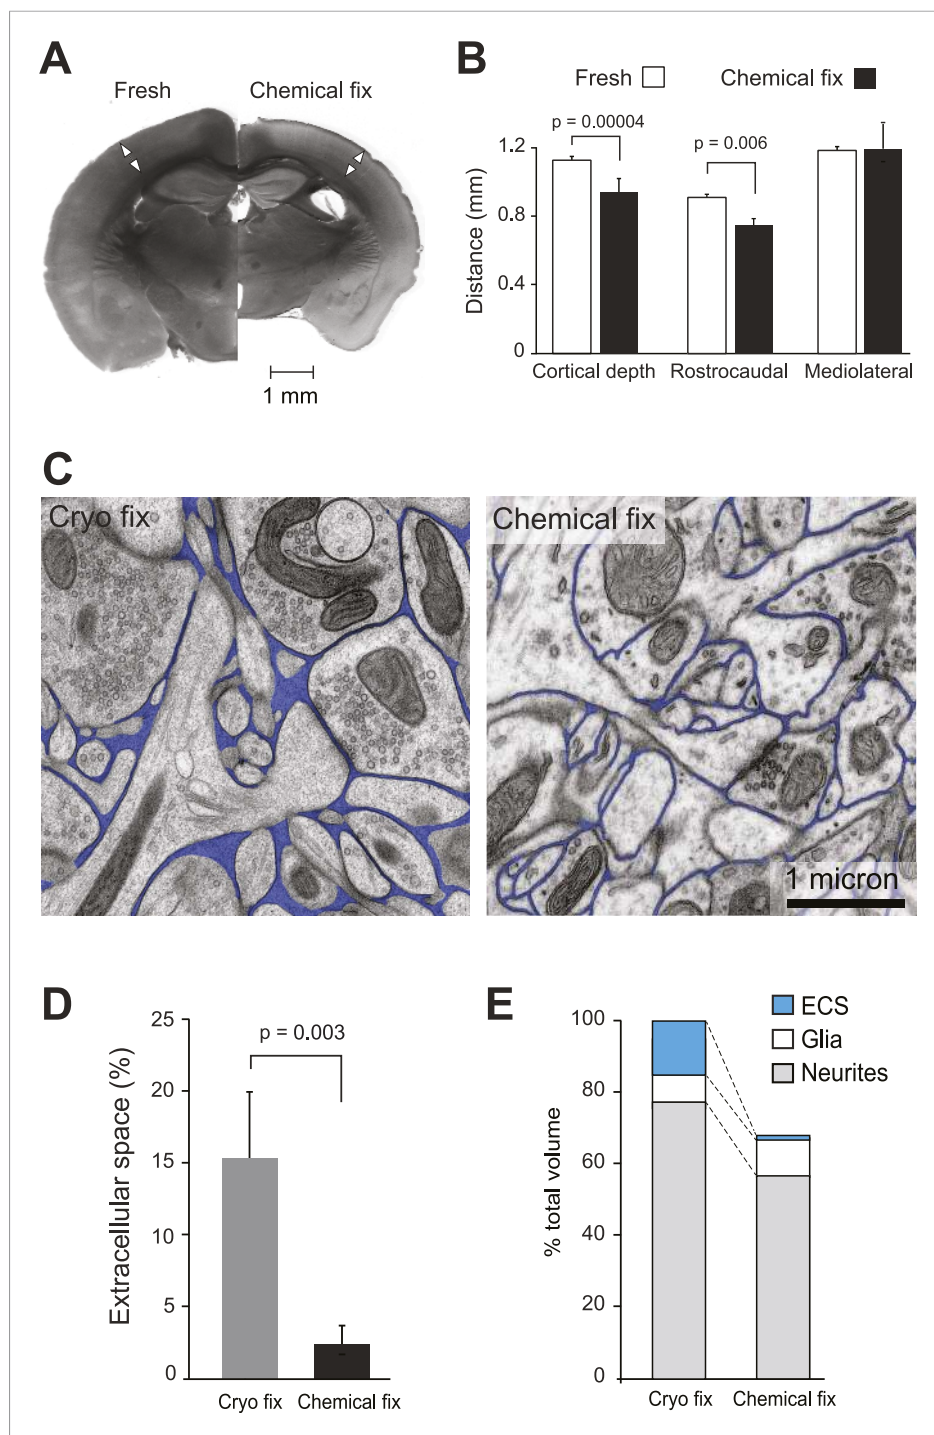 A
Fresh
Chemical fix
1 mm
B
Fresh
Chemical fix
p = 0.00004
p = 0.006
1.2
0.8
0.4
0
Distance (mm)
Cortical depth
Rostrocaudal
Mediolateral
C
Cryo fix
Chemical fix
1 micron
D
25
20
15
10
5
0
Extracellular space (%)
p = 0.003
Cryo fix
Chemical fix
E
ECS
Glia
Neurites
100
80
60
40
20
0
% total volume
Cryo fix
Chemical fix